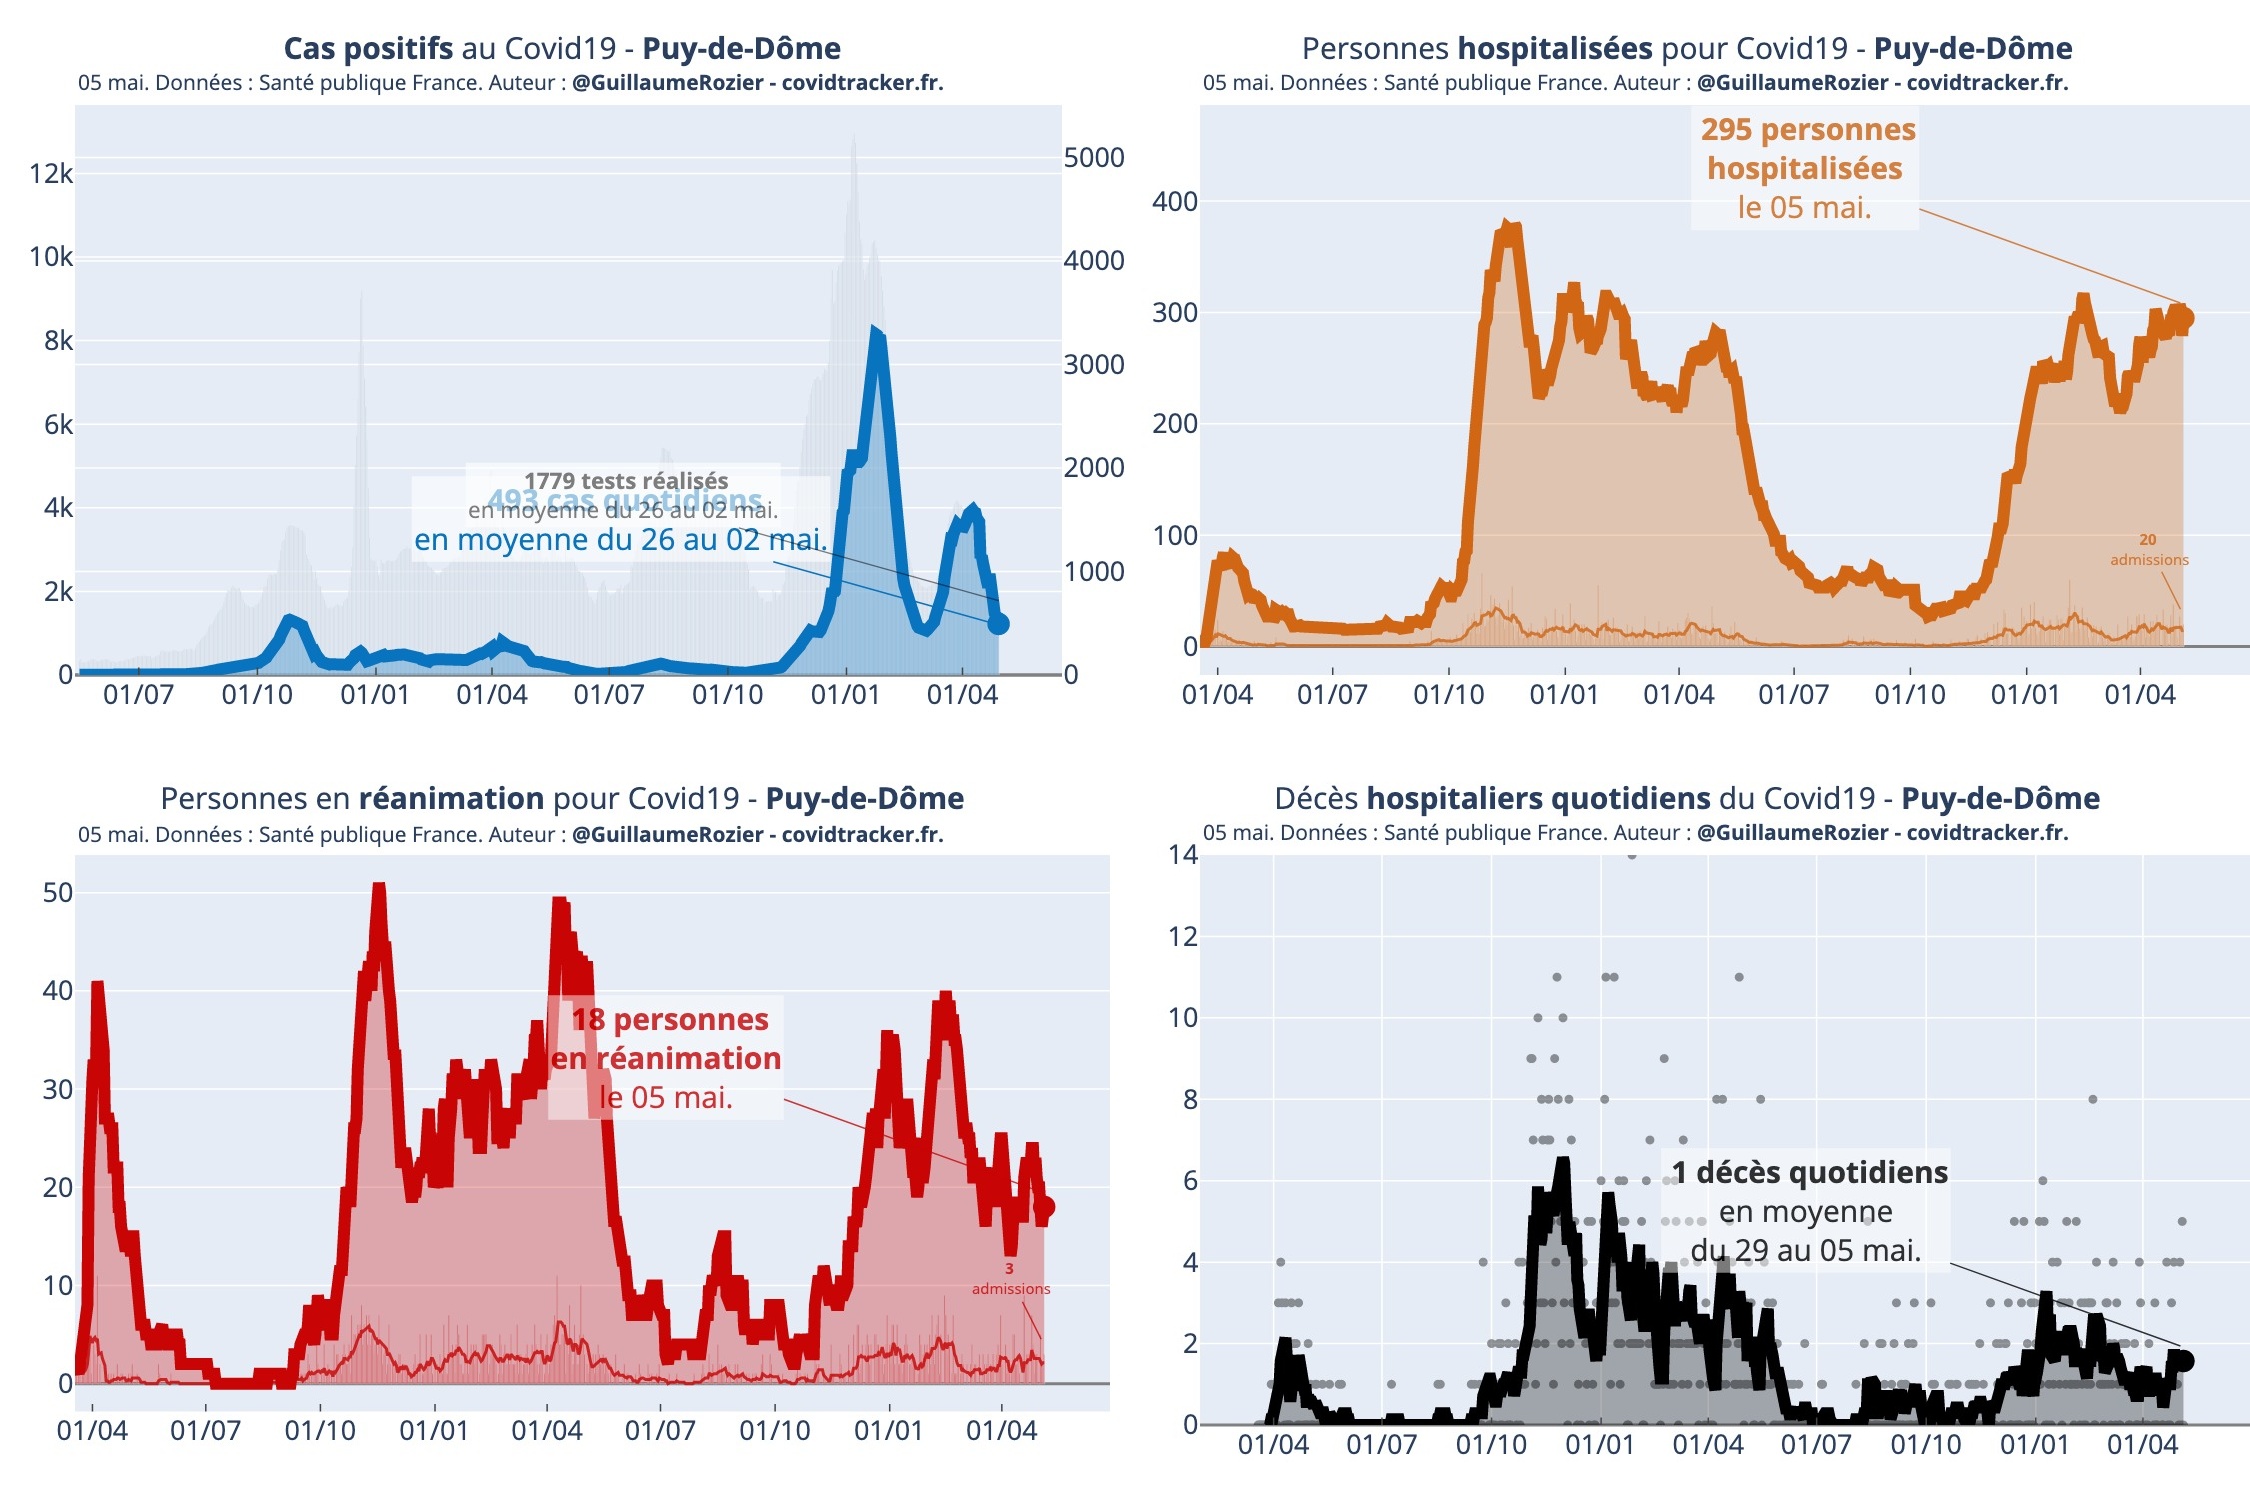 Cas positifs au Covid19 - Puy-de-Dôme
05 mai. Données : Santé publique France. Auteur : @GuillaumeRozier - covidtracker.fr.
12k
10k
8k
6k
4k
2k
0
5000
4000
3000
2000
1000
0
1779 tests réalisés
en moyenne du 26 au 02 mai.
493 cas quotidiens
en moyenne du 26 au 02 mai.
01/07 01/10 01/01 01/04 01/07 01/10 01/01 01/04
Personnes hospitalisées pour Covid19 - Puy-de-Dôme
05 mai. Données : Santé publique France. Auteur : @GuillaumeRozier - covidtracker.fr.
295 personnes
hospitalisées
le 05 mai.
400
300
200
100
0
20
admissions
01/04 01/07 01/10 01/01 01/04 01/07 01/10 01/01 01/04
Personnes en réanimation pour Covid19 - Puy-de-Dôme
05 mai. Données : Santé publique France. Auteur : @GuillaumeRozier - covidtracker.fr.
50
40
30
20
10
0
18 personnes
en réanimation
le 05 mai.
3
admissions
01/04 01/07 01/10 01/01 01/04 01/07 01/10 01/01 01/04
Décès hospitaliers quotidiens du Covid19 - Puy-de-Dôme
05 mai. Données : Santé publique France. Auteur : @GuillaumeRozier - covidtracker.fr.
14
12
10
8
6
4
2
0
1 décès quotidiens
en moyenne
du 29 au 05 mai.
01/04 01/07 01/10 01/01 01/04 01/07 01/10 01/01 01/04